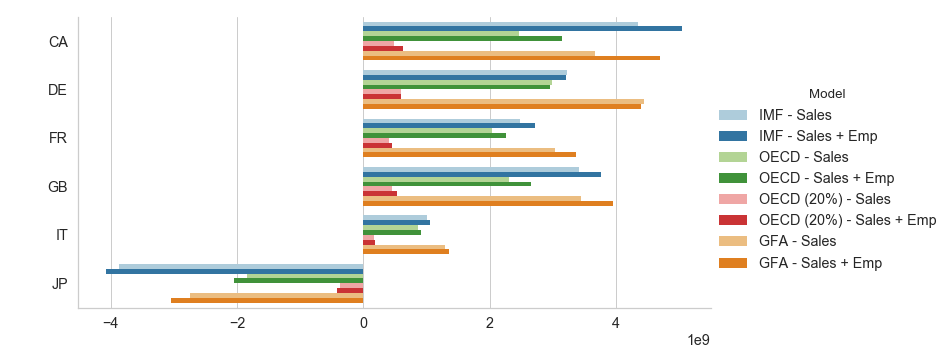 CA
DE
FR
GB
IT
JP
−4
−2
0
2
4
1e9
Model
IMF - Sales
IMF - Sales + Emp
OECD - Sales
OECD - Sales + Emp
OECD (20%) - Sales
OECD (20%) - Sales + Emp
GFA - Sales
GFA - Sales + Emp